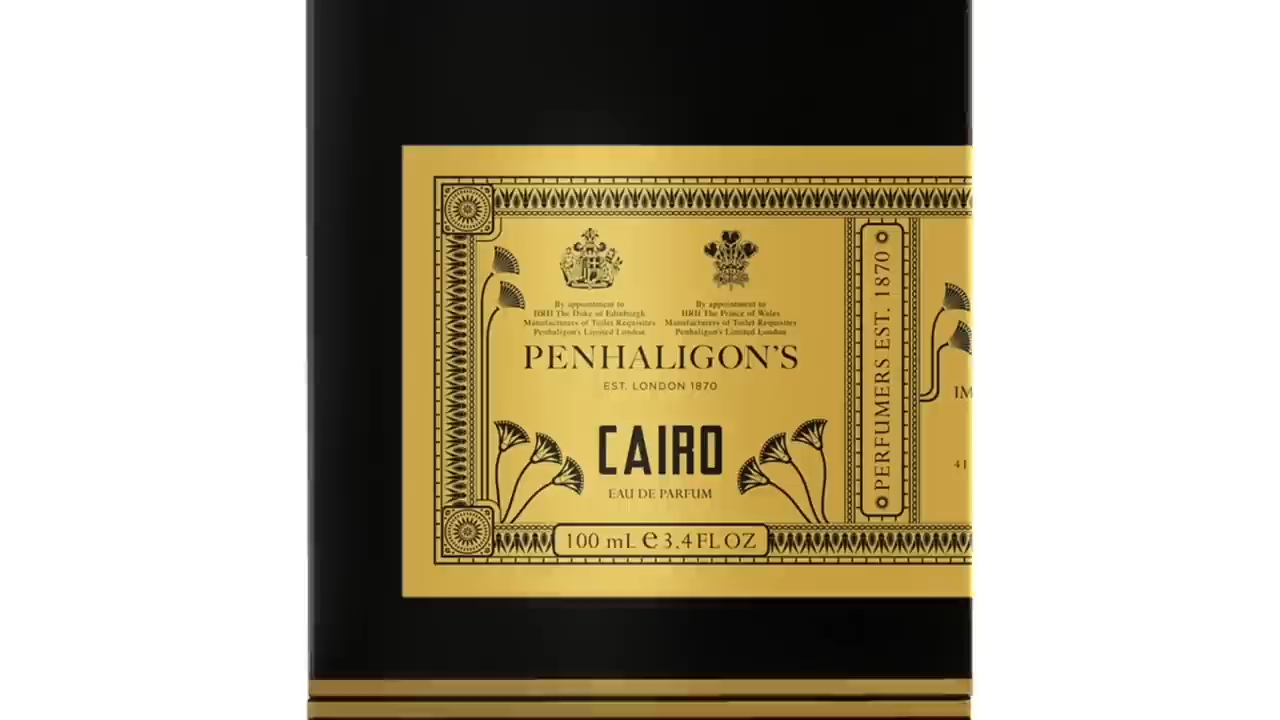 By appointment to
HRH The Duke of Edinburgh
Manufacturers of Toilet Requisites
Penhaligon's Limited London
By appointment to
HRH The Prince of Wales
Manufacturers of Toilet Requisites
Penhaligon's Limited London
PENHALIGON'S
EST. LONDON 1870
CAIRO
EAU DE PARFUM
100 mL e 3.4 FL OZ
PERFUMERS EST. 1870
IM
41